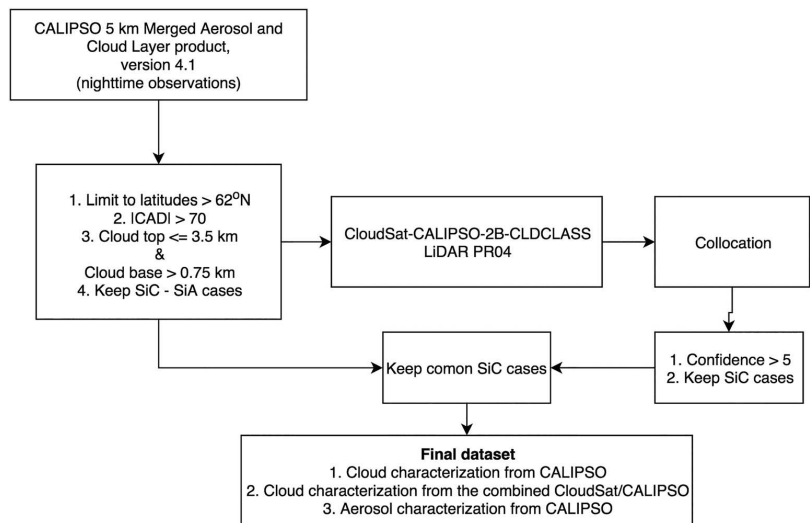 CALIPSO 5 km Merged Aerosol and
Cloud Layer product,
version 4.1
(nighttime observations)
1. Limit to latitudes > 62⁰N
2. |CAD| > 70
3. Cloud top <= 3.5 km
&
Cloud base > 0.75 km
4. Keep SiC - SiA cases
CloudSat-CALIPSO-2B-CLDCLASS
LiDAR PR04
Collocation
1. Confidence > 5
2. Keep SiC cases
Keep comon SiC cases
Final dataset
1. Cloud characterization from CALIPSO
2. Cloud characterization from the combined CloudSat/CALIPSO
3. Aerosol characterization from CALIPSO